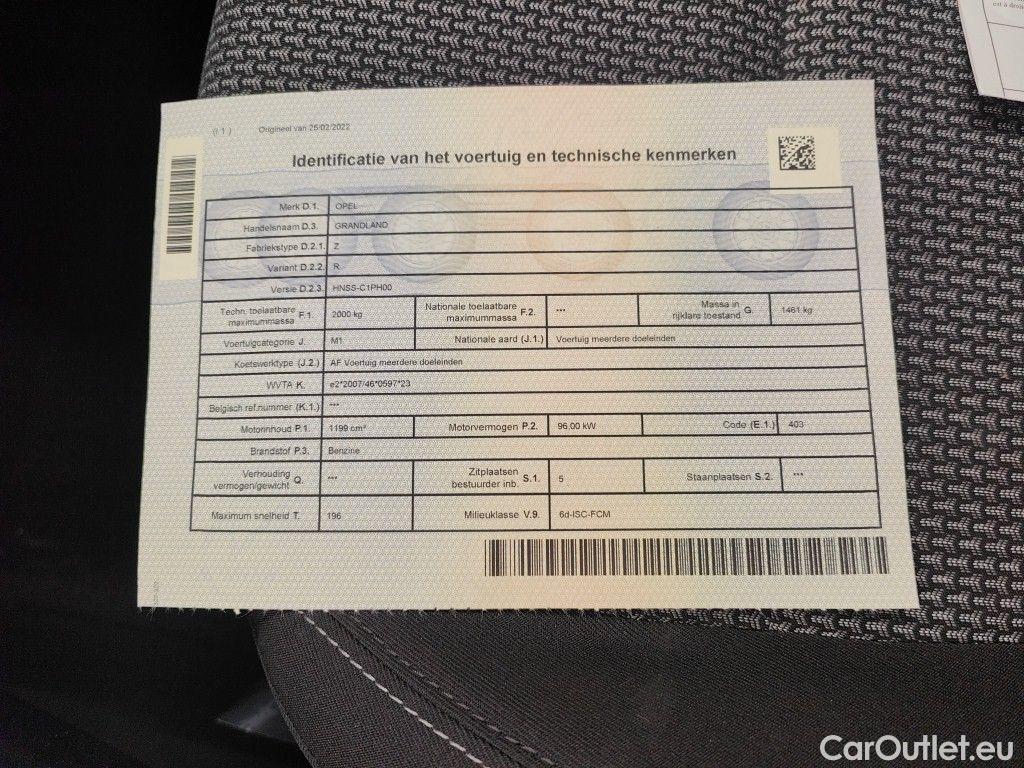 est à droit
(I 1)
Origineel van 25/02/2022
Identificatie van het voertuig en technische kenmerken
Merk D.1. OPEL
Handelsnaam D.3. GRANDLAND
Fabriekstype D.2.1. Z
Variant D.2.2. R
Versie D.2.3. HNSS-C1PH00
Techn. toelaatbare maximummassa F.1. 2000 kg Nationale toelaatbare maximummassa F.2. *** Massa in rijklare toestand G. 1461 kg
Voertuigcategorie J. M1 Nationale aard (J.1.) Voertuig meerdere doeleinden
Koetswerktype (J.2.) AF Voertuig meerdere doeleinden
WVTA K. e2*2007/46*0597*23
Belgisch ref.nummer (K.1.) ***
Motorinhoud P.1. 1199 cm³ Motorvermogen P.2. 96,00 kW Code (E.1.) 403
Brandstof P.3. Benzine
Verhouding vermogen/gewicht Q. *** Zitplaatsen bestuurder inb. S.1. 5 Staanplaatsen S.2. ***
Maximum snelheid T. 196 Milieuklasse V.9. 6d-ISC-FCM
CarOutlet.eu